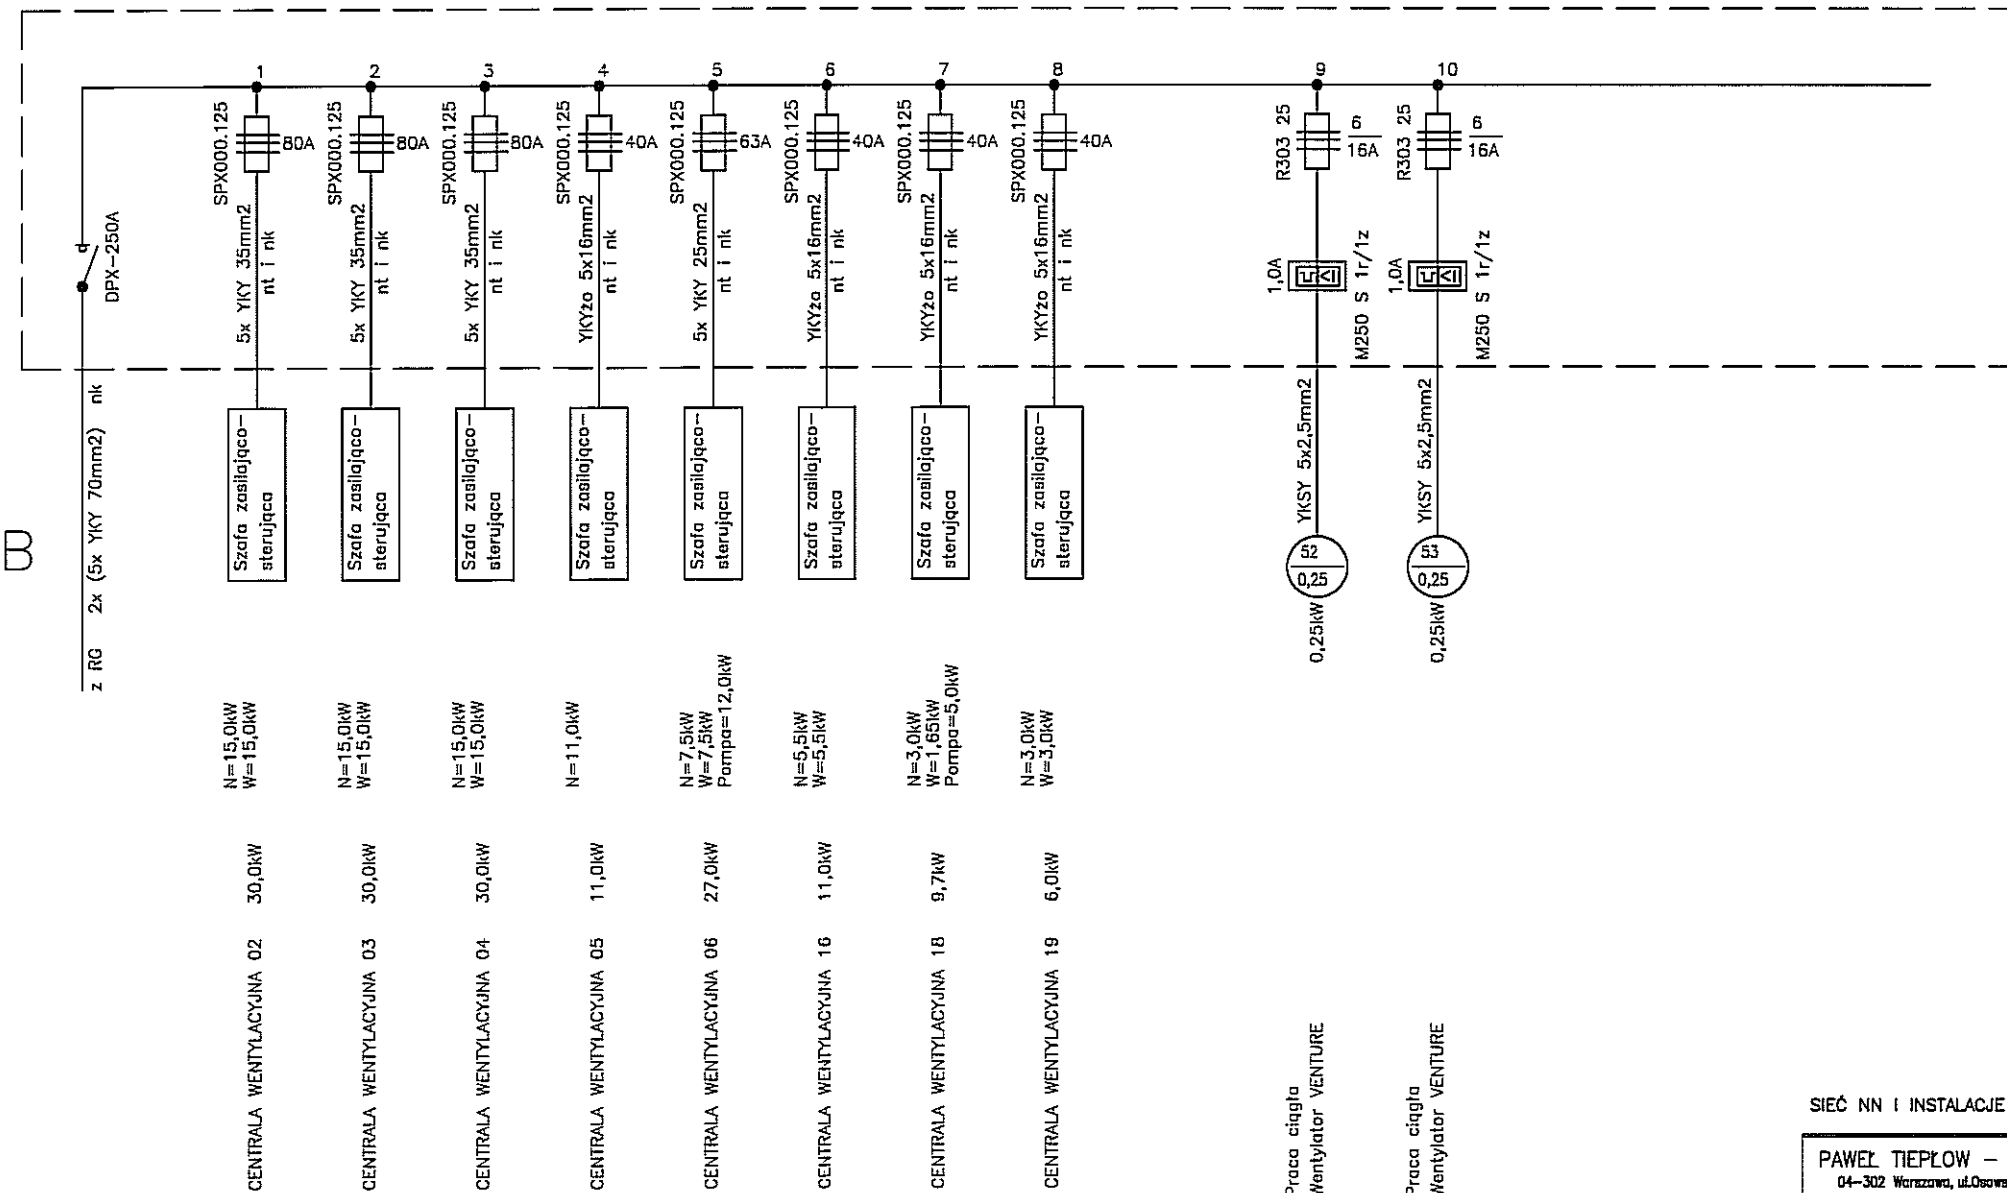 1 2 3 4 5 6 7 8 9 10
SPX000.125
80A
SPX000.125
80A
SPX000.125
80A
SPX000.125
40A
SPX000.125
63A
SPX000.125
40A
SPX000.125
40A
SPX000.125
40A
R303 25
6
16A
R303 25
6
16A
DPX-250A
5x YKY 35mm2
nt i nk
5x YKY 35mm2
nt i nk
5x YKY 35mm2
nt i nk
YKYżo 5x16mm2
nt i nk
5x YKY 25mm2
nt i nk
YKYżo 5x16mm2
nt i nk
YKYżo 5x16mm2
nt i nk
YKYżo 5x16mm2
nt i nk
1,0A
M250 S 1r/1z
1,0A
M250 S 1r/1z
B
z RG 2x (5x YKY 70mm2) nk
Szafa zasilająco-
sterująca
Szafa zasilająco-
sterująca
Szafa zasilająco-
sterująca
Szafa zasilająco-
sterująca
Szafa zasilająco-
sterująca
Szafa zasilająco-
sterująca
Szafa zasilająco-
sterująca
Szafa zasilająco-
sterująca
YKSY 5x2,5mm2
52
0,25
0,25kW
YKSY 5x2,5mm2
53
0,25
0,25kW
N=15,0kW
W=15,0kW
N=15,0kW
W=15,0kW
N=15,0kW
W=15,0kW
N=11,0kW
N=7,5kW
W=7,5kW
Pompa=12,0kW
N=5,5kW
W=5,5kW
N=3,0kW
W=1,65kW
Pompa=5,0kW
N=3,0kW
W=3,0kW
30,0kW
30,0kW
30,0kW
11,0kW
27,0kW
11,0kW
9,7kW
6,0kW
CENTRALA WENTYLACYJNA 02
CENTRALA WENTYLACYJNA 03
CENTRALA WENTYLACYJNA 04
CENTRALA WENTYLACYJNA 05
CENTRALA WENTYLACYJNA 06
CENTRALA WENTYLACYJNA 16
CENTRALA WENTYLACYJNA 18
CENTRALA WENTYLACYJNA 19
Praca ciągła
Wentylator VENTURE
Praca ciągła
Wentylator VENTURE
SIEĆ NN I INSTALACJE
PAWEŁ TIEPŁOW -
04-302 Warszawa, ul.Osows